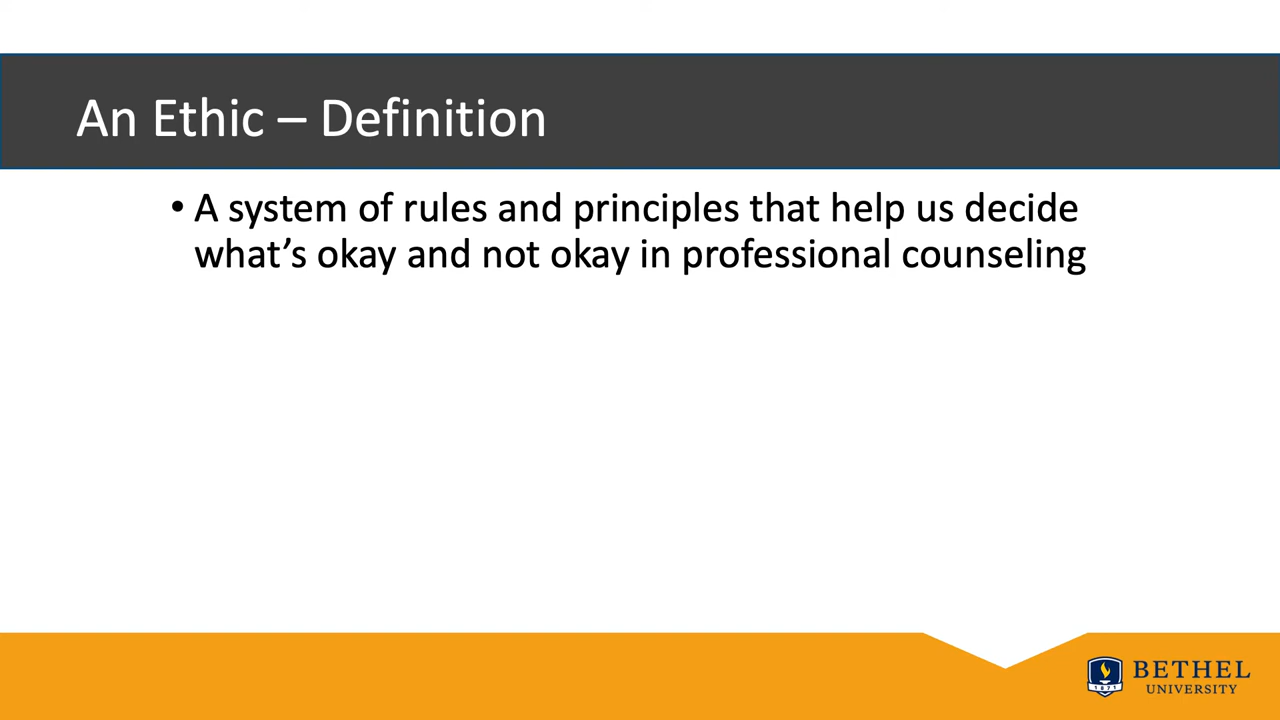 An Ethic – Definition
• A system of rules and principles that help us decide
what’s okay and not okay in professional counseling
1871
BETHEL
UNIVERSITY